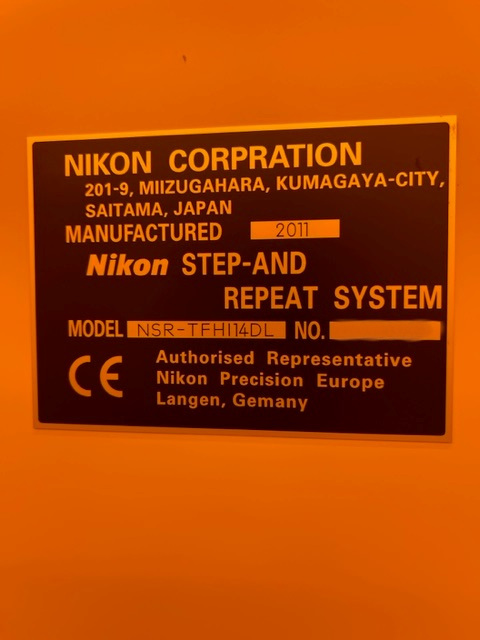 NIKON CORPRATION
201-9, MIIZUGAHARA, KUMAGAYA-CITY,
SAITAMA, JAPAN
MANUFACTURED 2011
Nikon STEP-AND
REPEAT SYSTEM
MODEL NSR-TFHI14DL NO.
CE Authorised Representative
Nikon Precision Europe
Langen, Gemany